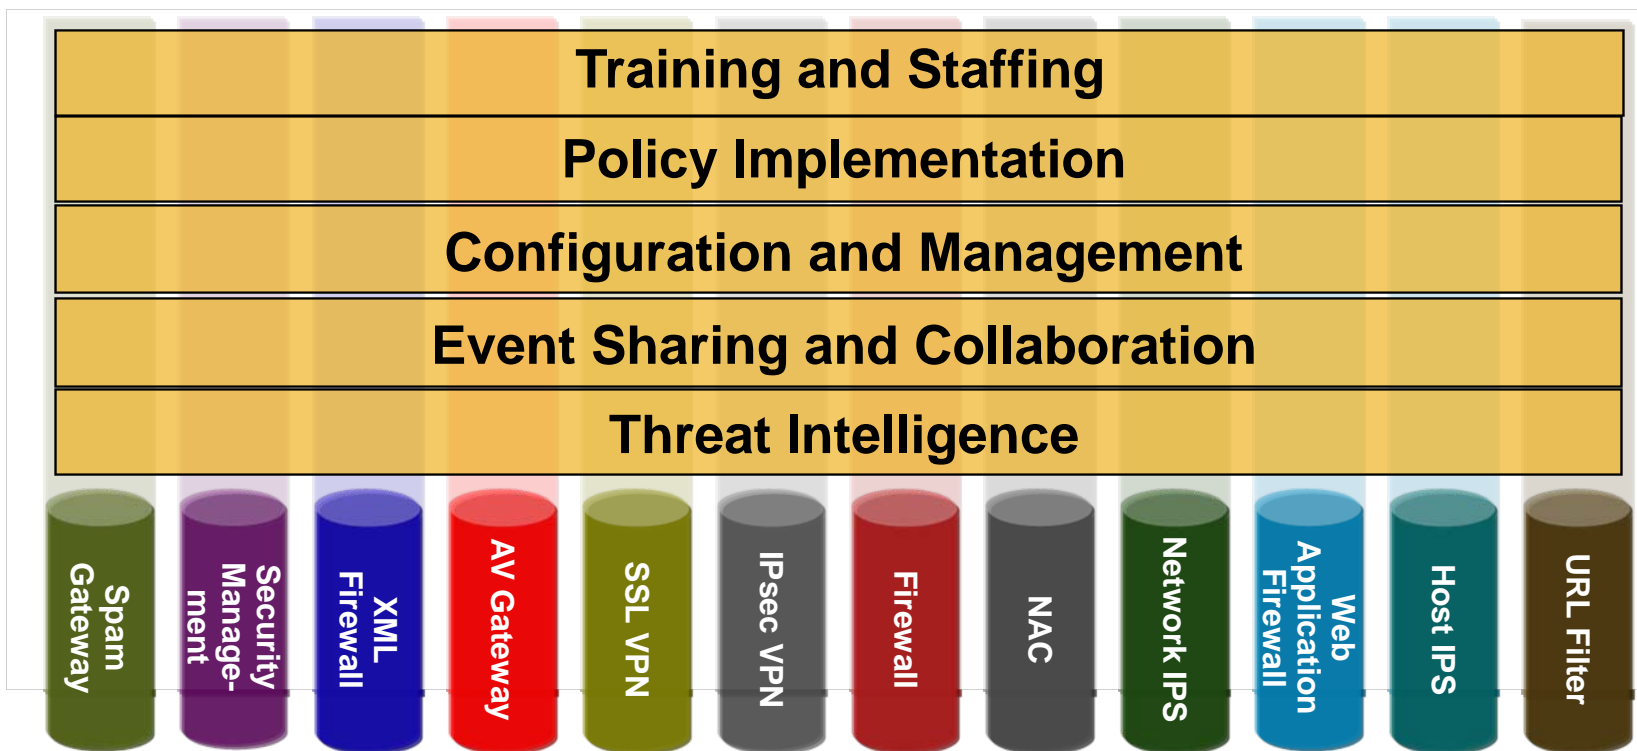 Training and Staffing
Policy Implementation
Configuration and Management
Event Sharing and Collaboration
Threat Intelligence
Spam
Gateway
Security
Manage-
ment
XML
Firewall
AV Gateway
SSL VPN
IPsec VPN
Firewall
NAC
Network IPS
Web
Application
Firewall
Host IPS
URL Filter